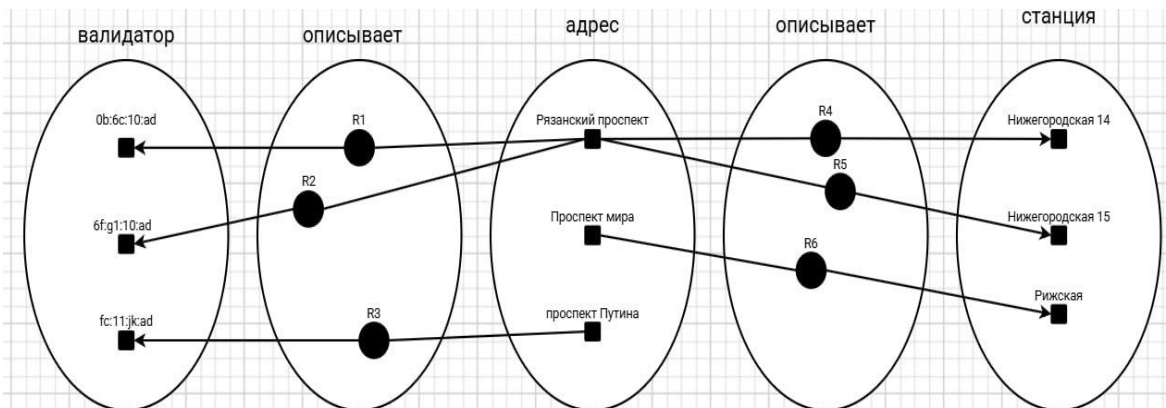 валидатор
описывает
адрес
описывает
станция
0b:6c:10:ad
R1
Рязанский проспект
R4
Нижегородская 14
R2
R5
6f:g1:10:ad
Проспект мира
Нижегородская 15
R6
Рижская
fc:11:jk:ad
R3
проспект Путина